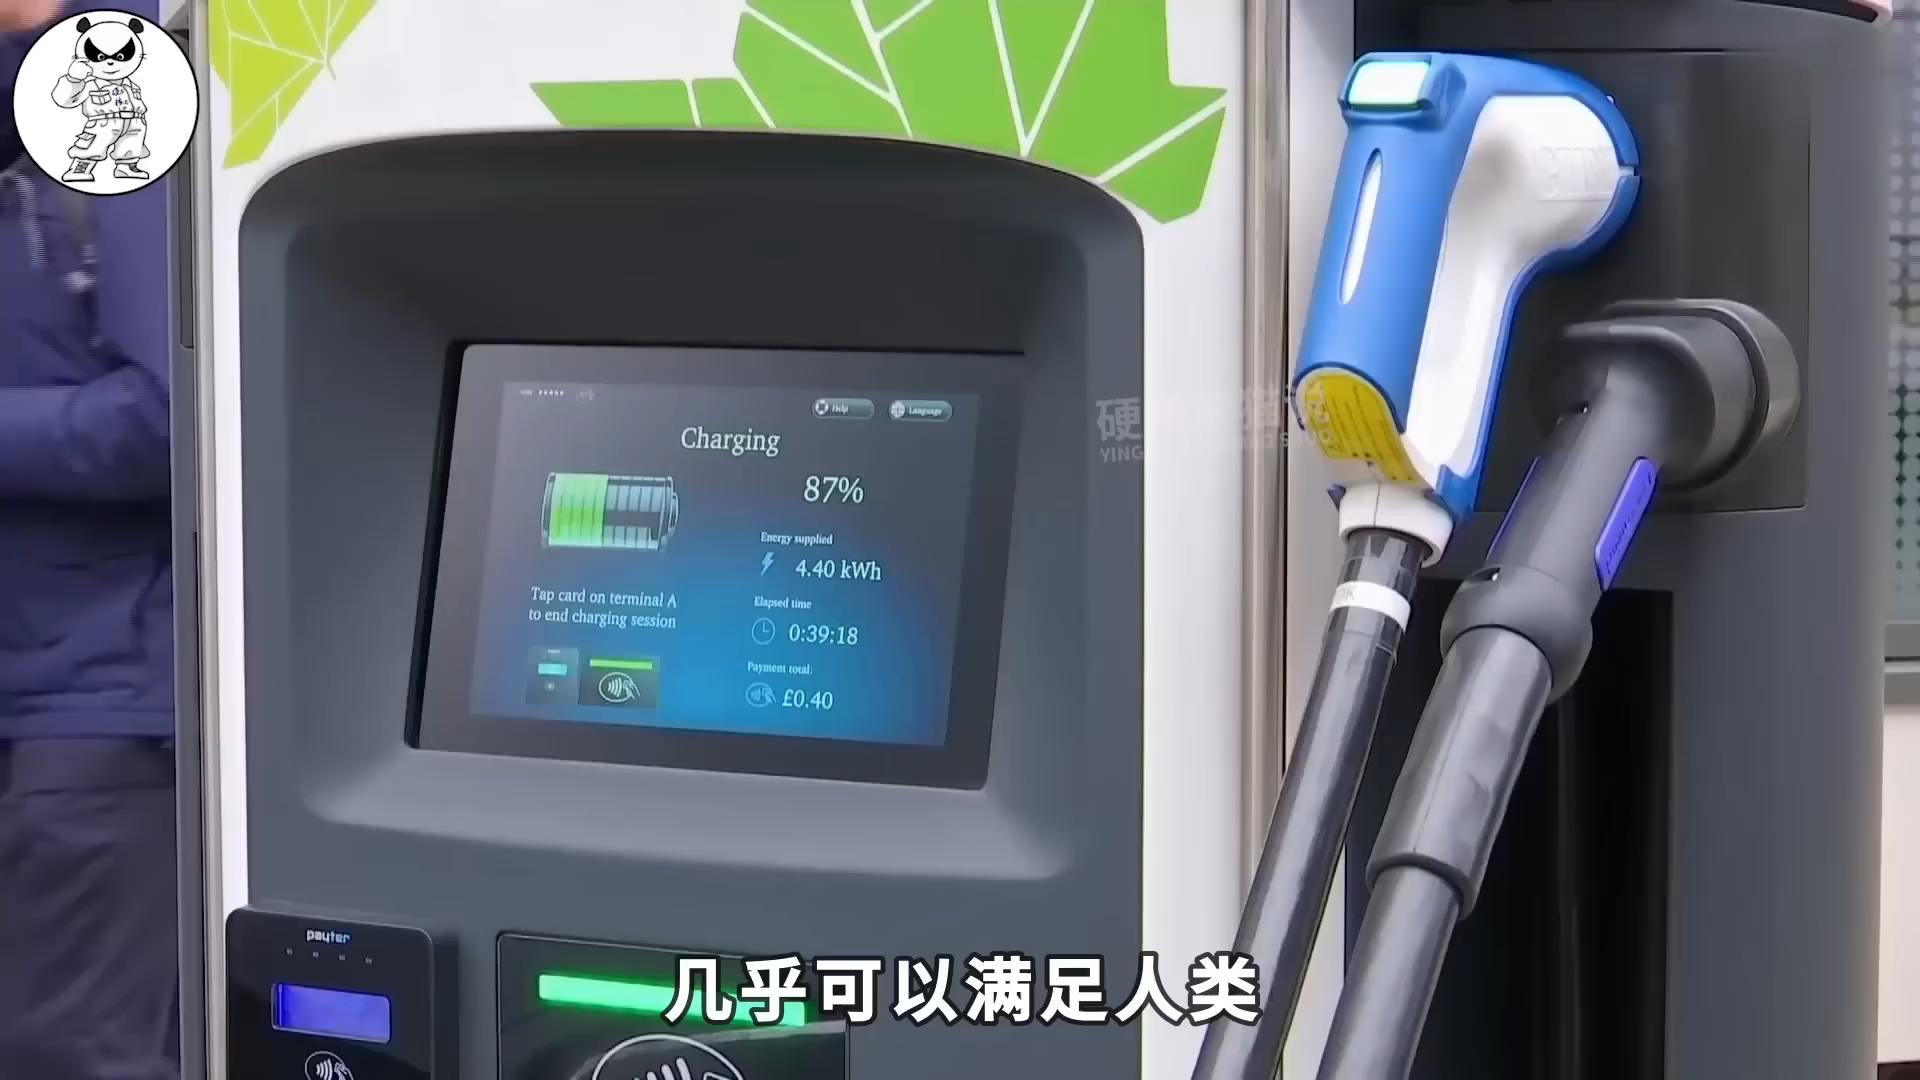 Help
Language
Charging
87%
Energy supplied
4.40 kWh
Tap card on terminal A
to end charging session
Elapsed time
0:39:18
Payment total:
£0.40
payter
几乎可以满足人类